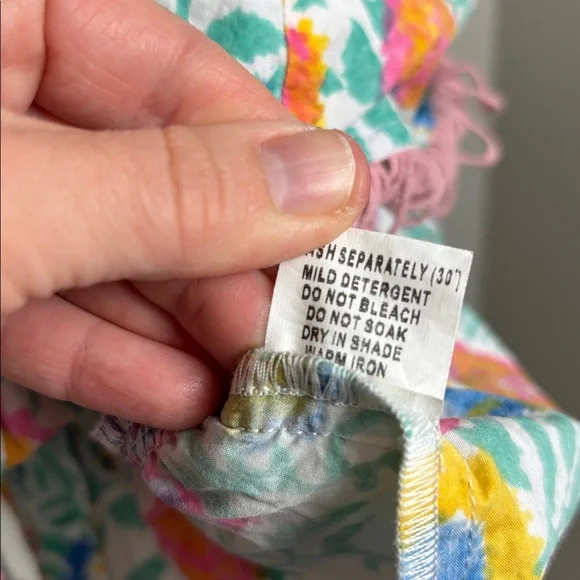 ASH SEPARATELY (30°)
MILD DETERGENT
DO NOT BLEACH
DO NOT SOAK
DRY IN SHADE
WARM IRON